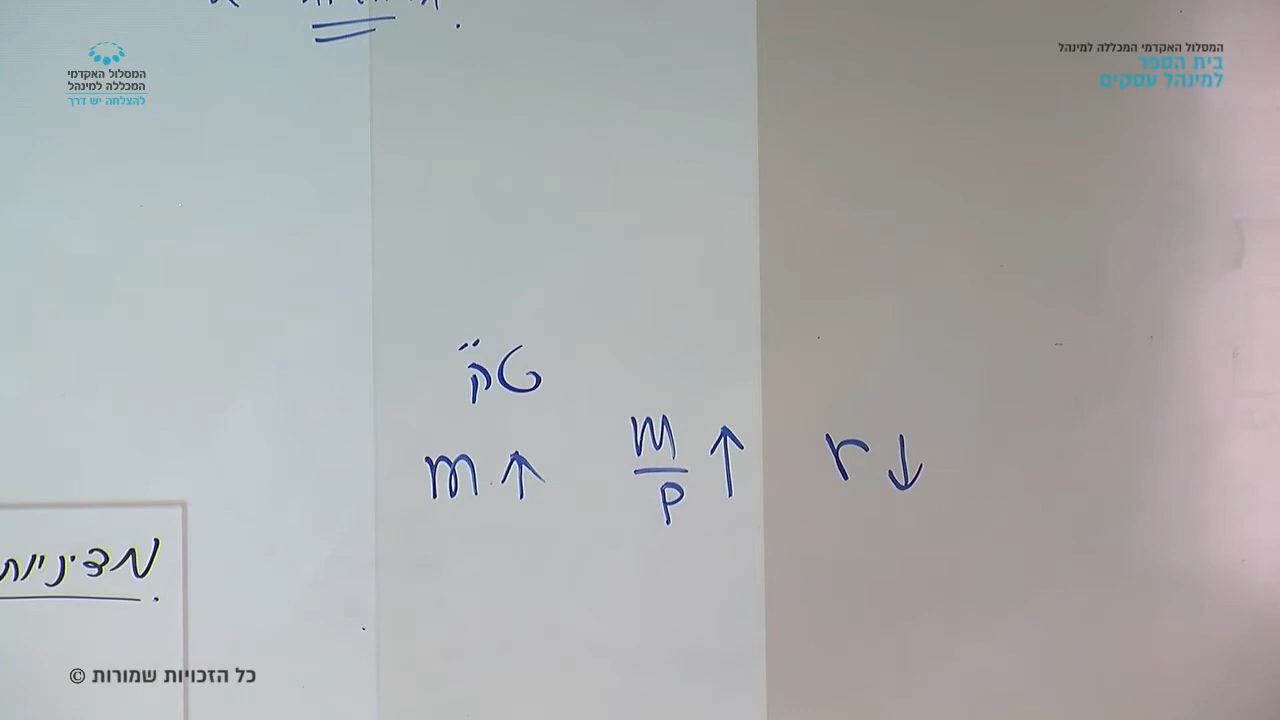 המסלול האקדמי המכללה למינהל
בית הספר
למינהל עסקים
המסלול האקדמי
המכללה למינהל
להצלחה יש דרך
טק"
m ↑ m/p ↑ r ↓
מדיניות
כל הזכויות שמורות ©